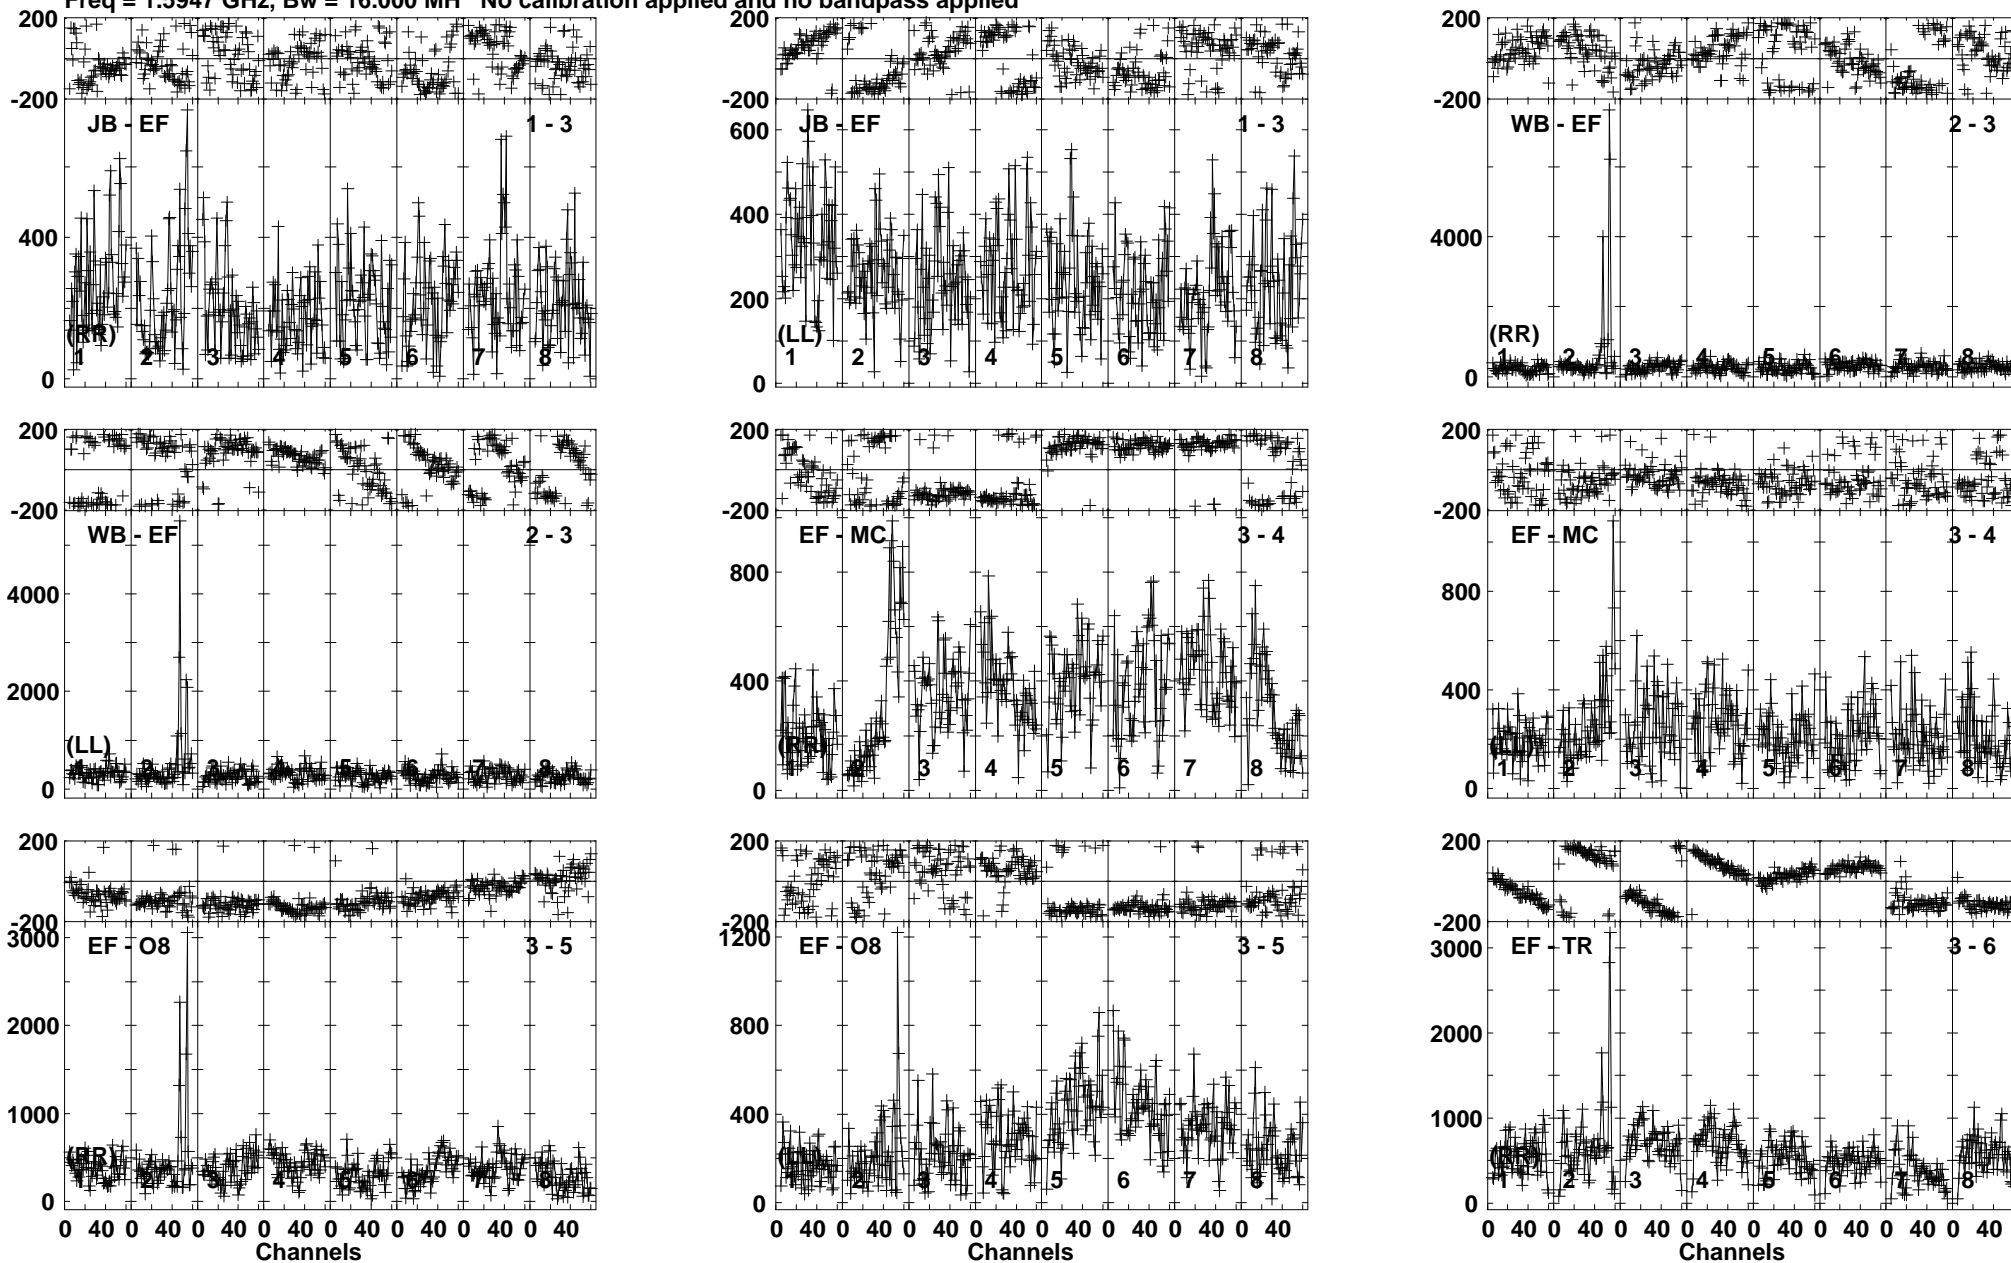 Freq = 1.5947 GHz, Bw = 16.000 MH No calibration applied and no bandpass applied
200
-200
JB - EF 1 - 3
400
0
(RR)
1 2 3 4 5 6 7 8
200
-200
JB - EF 1 - 3
600
400
200
0
(LL)
1 2 3 4 5 6 7 8
200
-200
WB - EF 2 - 3
4000
0
(RR)
1 2 3 4 5 6 7 8
200
-200
WB - EF 2 - 3
4000
2000
0
(LL)
1 2 3 4 5 6 7 8
200
-200
EF - MC 3 - 4
800
400
0
(RR)
1 2 3 4 5 6 7 8
200
-200
EF - MC 3 - 4
800
400
0
(LL)
1 2 3 4 5 6 7 8
200
-200
EF - O8 3 - 5
3000
2000
1000
0
(RR)
1 2 3 4 5 6 7 8
0 40 0 40 0 40 0 40 0 40 0 40 0 40 0 40
Channels
200
-200
EF - O8 3 - 5
1200
800
400
0
(LL)
1 2 3 4 5 6 7 8
0 40 0 40 0 40 0 40 0 40 0 40 0 40 0 40
Channels
200
-200
EF - TR 3 - 6
3000
2000
1000
0
(RR)
1 2 3 4 5 6 7 8
0 40 0 40 0 40 0 40 0 40 0 40 0 40 0 40
Channels